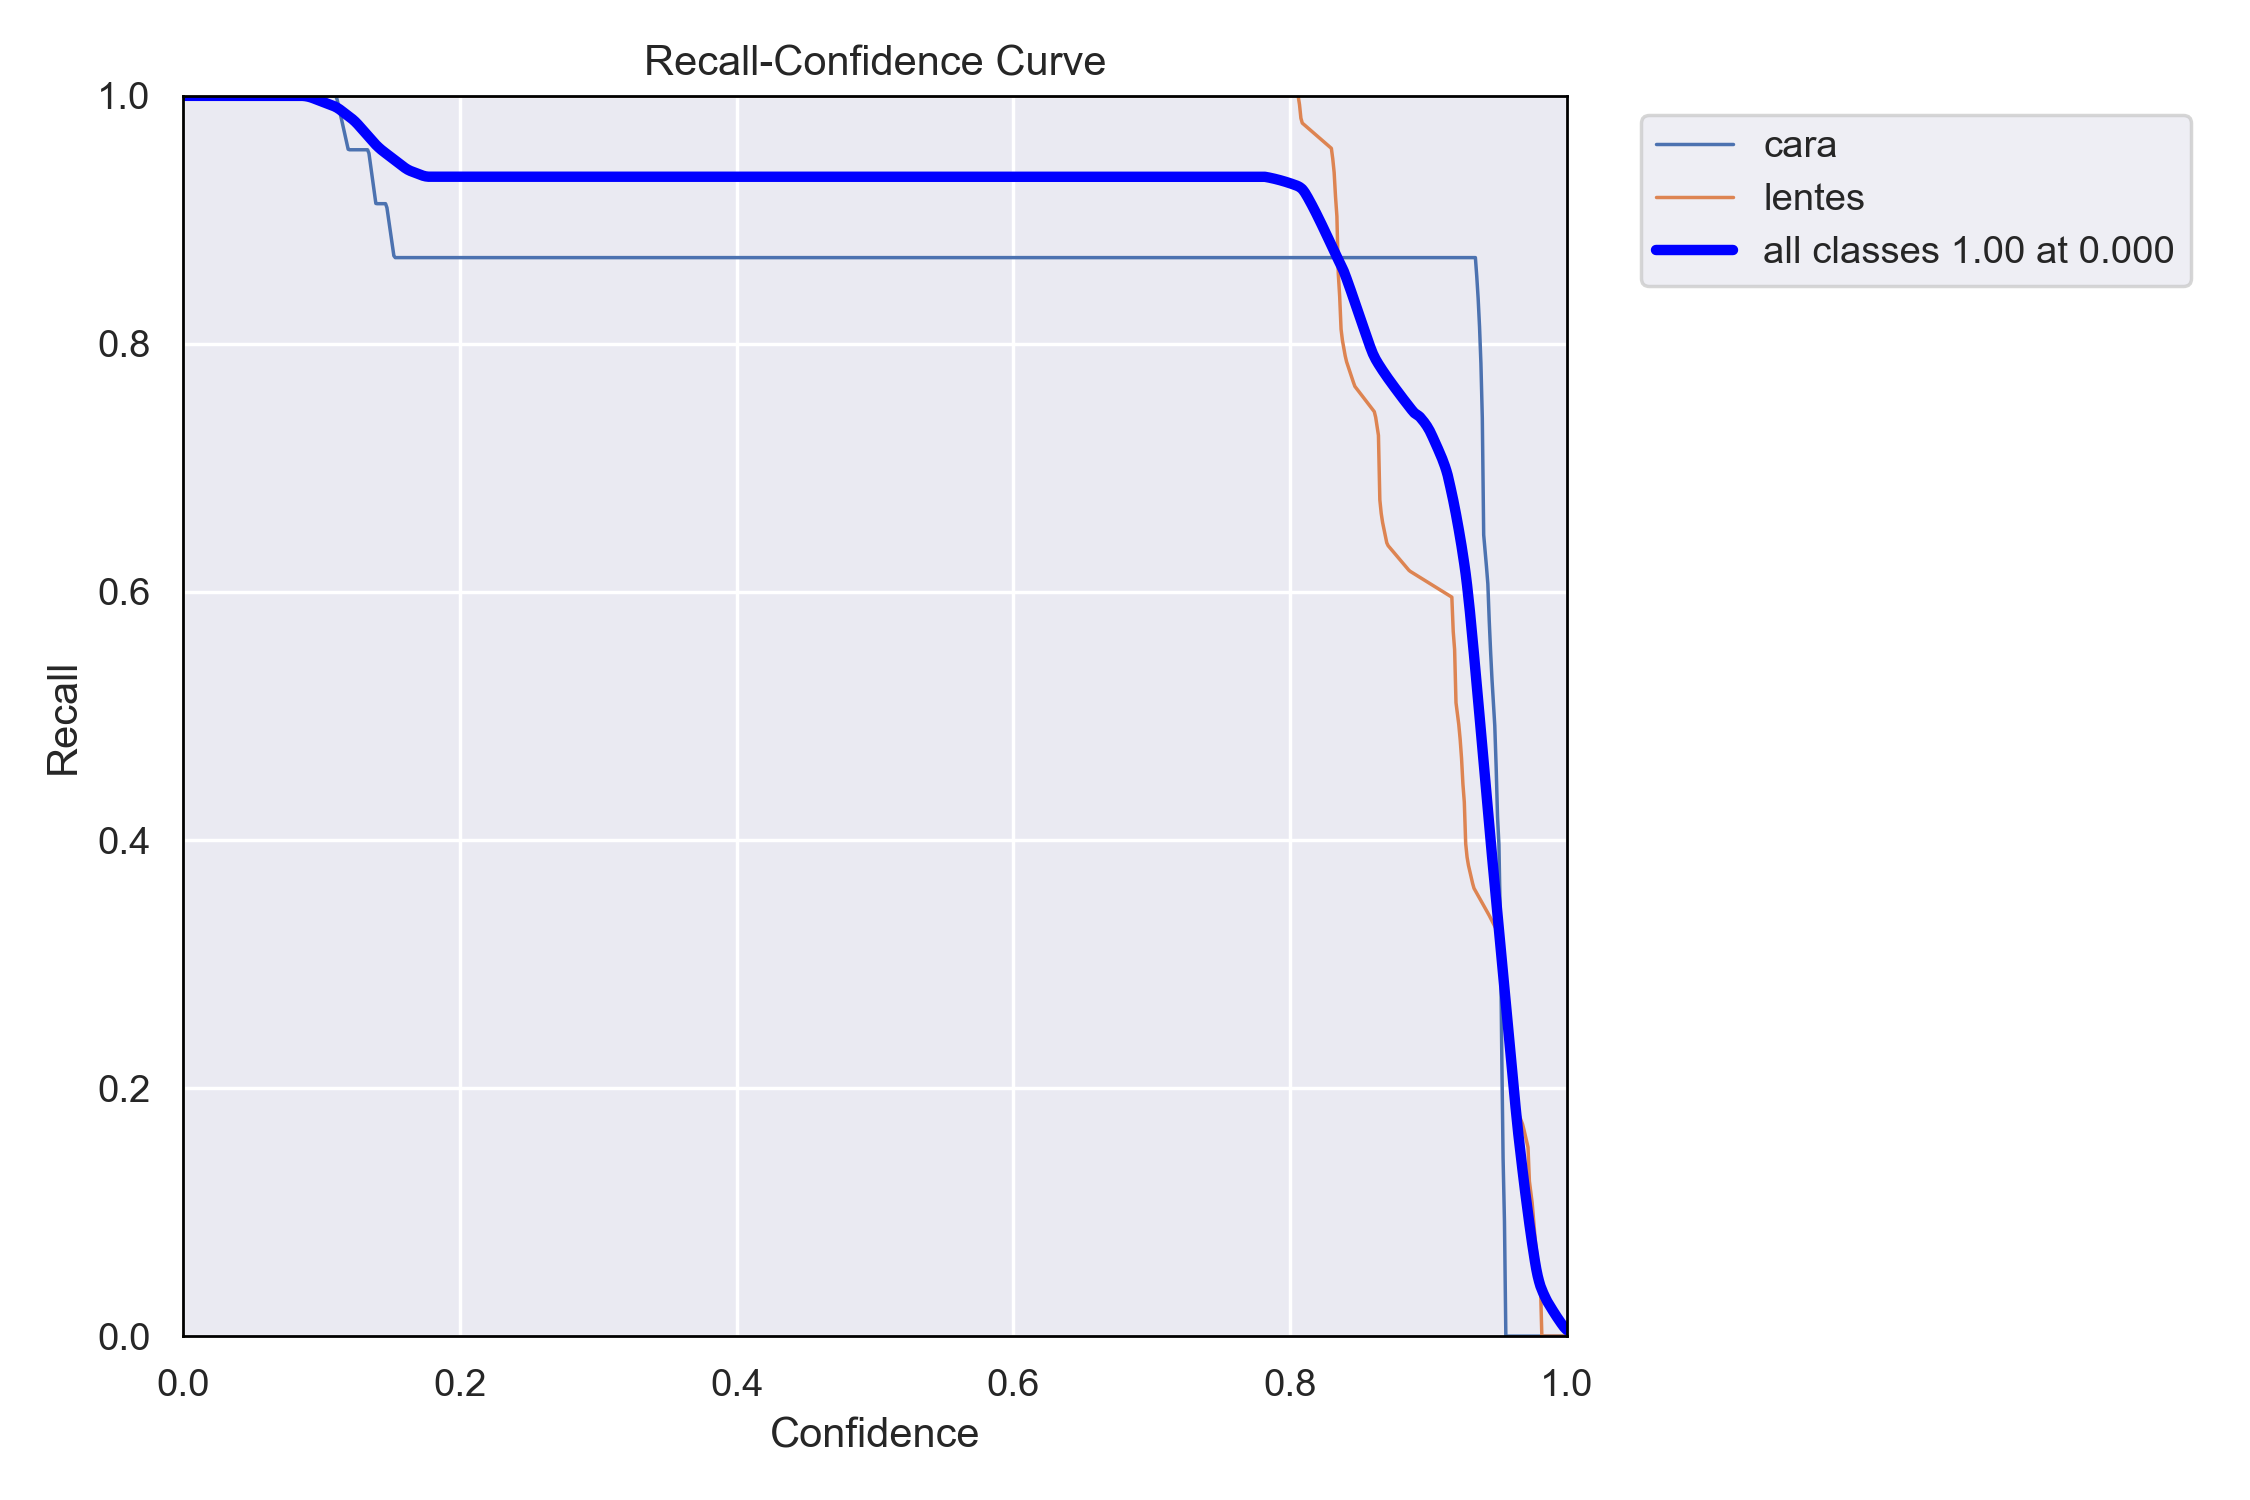 Recall-Confidence Curve
1.0
0.8
0.6
0.4
0.2
0.0
Recall
0.0 0.2 0.4 0.6 0.8 1.0
Confidence
cara
lentes
all classes 1.00 at 0.000